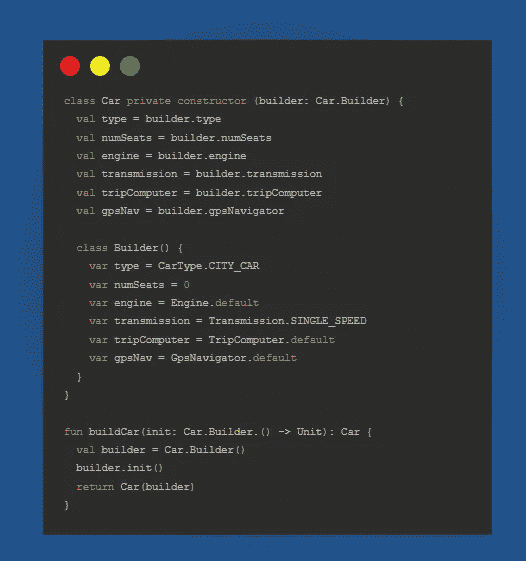 class Car private constructor (builder: Car.Builder) {
val type = builder.type
val numSeats = builder.numSeats
val engine = builder.engine
val transmission = builder.transmission
val tripComputer = builder.tripComputer
val gpsNav = builder.gpsNavigator
class Builder() {
var type = CarType.CITY_CAR
var numSeats = 0
var engine = Engine.default
var transmission = Transmission.SINGLE_SPEED
var tripComputer = TripComputer.default
var gpsNav = GpsNavigator.default
}
}
fun buildCar(init: Car.Builder.() -> Unit): Car {
val builder = Car.Builder()
builder.init()
return Car(builder)
}